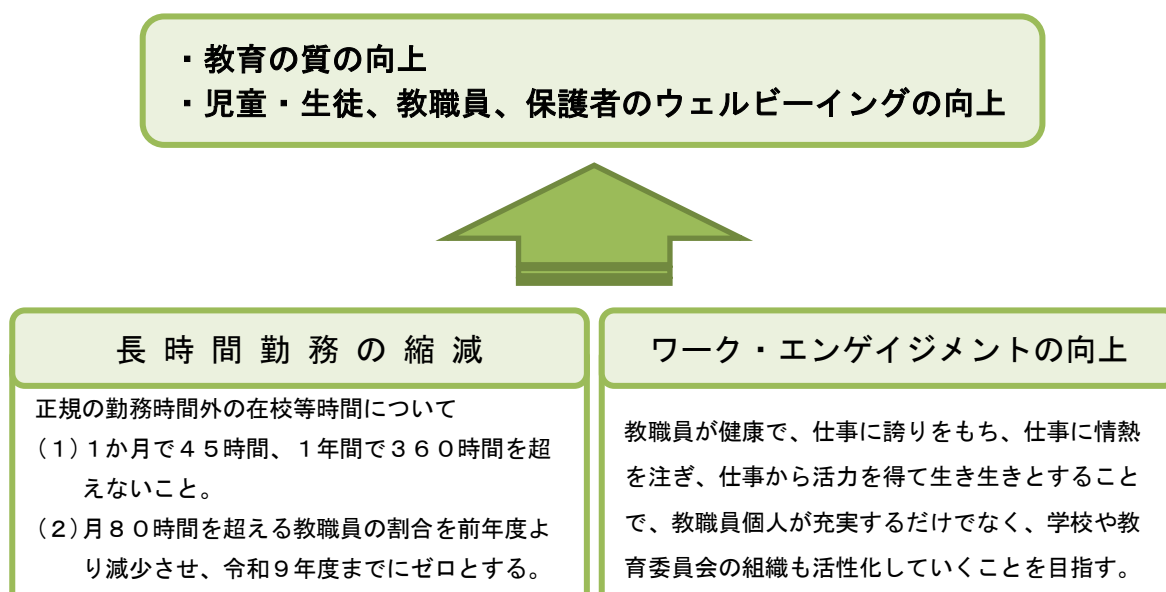 ・教育の質の向上
・児童・生徒、教職員、保護者のウェルビーイングの向上
長時間勤務の縮減
正規の勤務時間外の在校等時間について
(1)1か月で45時間、1年間で360時間を超
えないこと。
(2)月80時間を超える教職員の割合を前年度よ
り減少させ、令和9年度までにゼロとする。
ワーク・エンゲイジメントの向上
教職員が健康で、仕事に誇りをもち、仕事に情熱
を注ぎ、仕事から活力を得て生き生きとすること
で、教職員個人が充実するだけでなく、学校や教
育委員会の組織も活性化していくことを目指す。